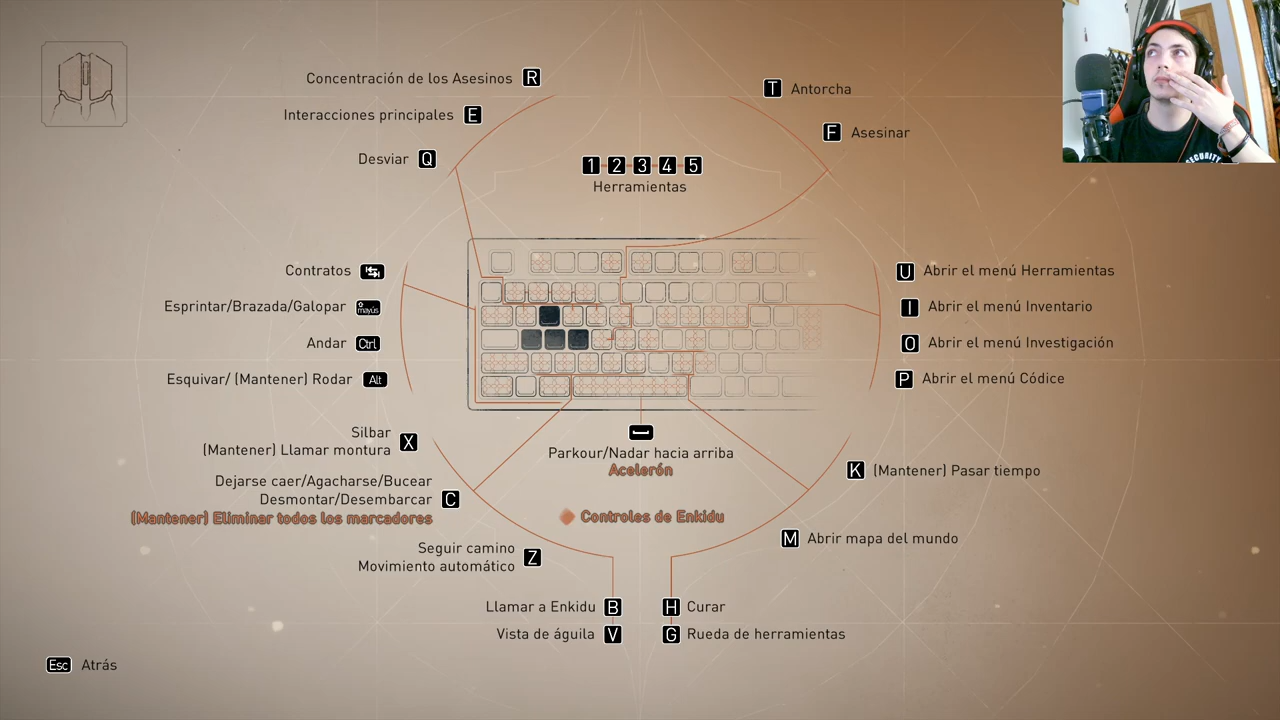 Concentración de los Asesinos R
Interacciones principales E
Desviar Q
T Antorcha
F Asesinar
1 2 3 4 5
Herramientas
Contratos
Esprintar/Brazada/Galopar mayús
Andar Ctrl
Esquivar/ (Mantener) Rodar Alt
Silbar
(Mantener) Llamar montura X
Dejarse caer/Agacharse/Bucear
Desmontar/Desembarcar C
(Mantener) Eliminar todos los marcadores
Seguir camino
Movimiento automático Z
Llamar a Enkidu B
Vista de águila V
Parkour/Nadar hacia arriba
Acelerón
Controles de Enkidu
U Abrir el menú Herramientas
I Abrir el menú Inventario
O Abrir el menú Investigación
P Abrir el menú Códice
K (Mantener) Pasar tiempo
M Abrir mapa del mundo
H Curar
G Rueda de herramientas
Esc Atrás
SECURITY